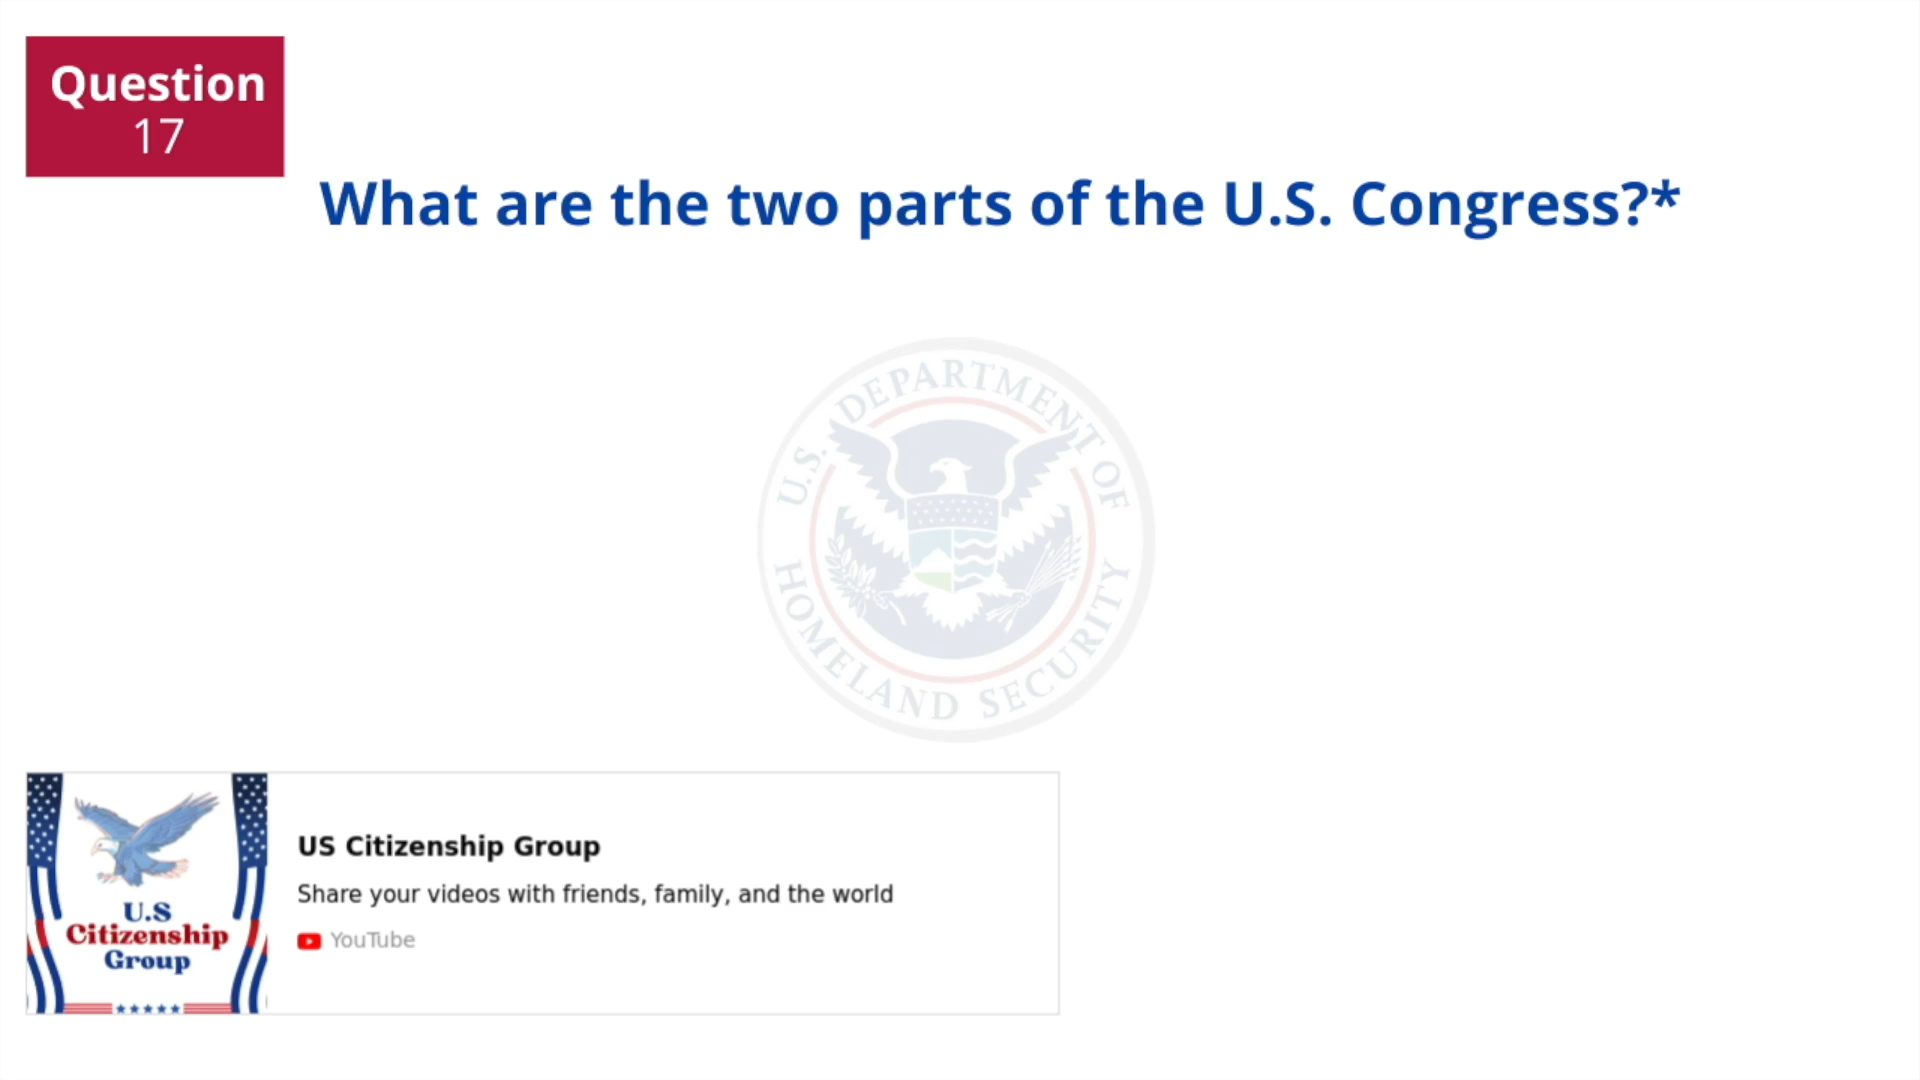 Question
17
What are the two parts of the U.S. Congress?*
U.S. DEPARTMENT OF
HOMELAND SECURITY
US Citizenship Group
Share your videos with friends, family, and the world
YouTube
U.S
Citizenship
Group